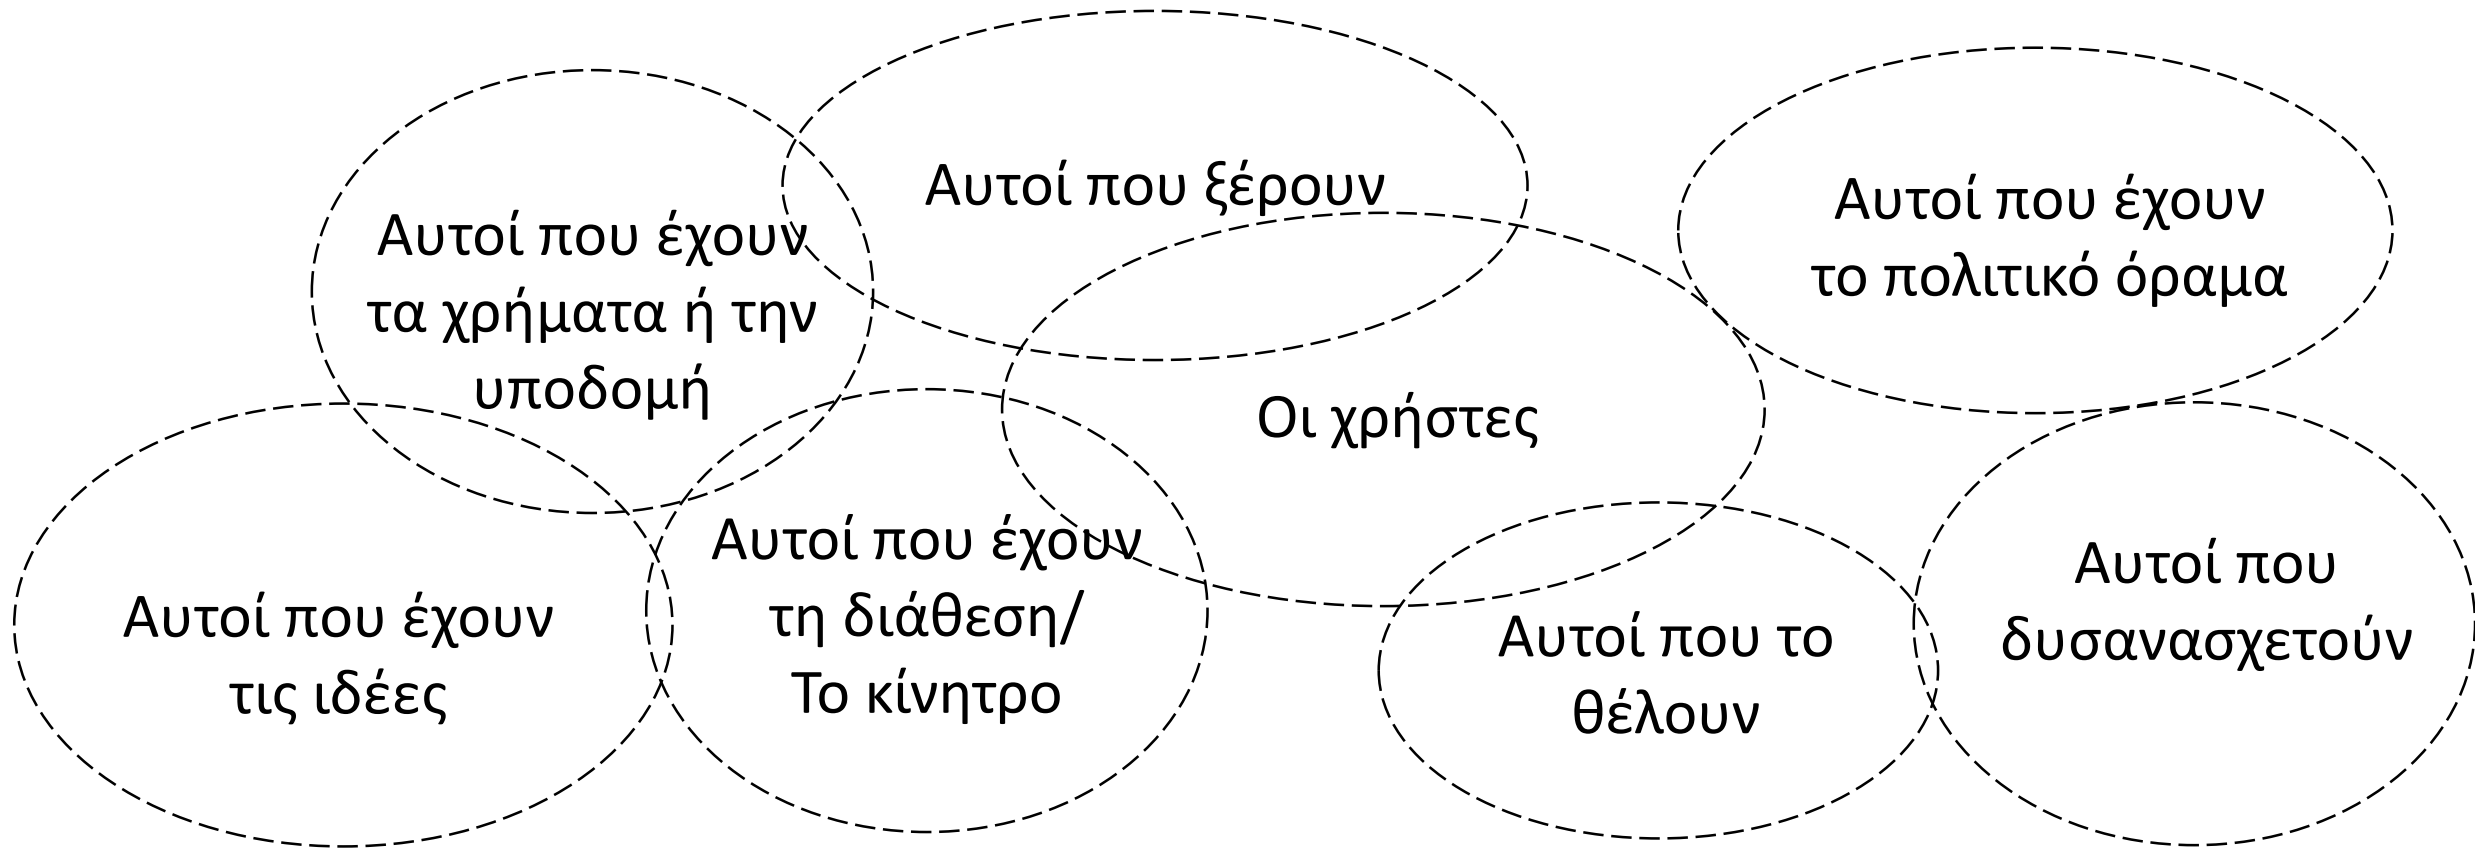 Αυτοί που ξέρουν
Αυτοί που έχουν
το πολιτικό όραμα
Αυτοί που έχουν
τα χρήματα ή την
υποδομή
Οι χρήστες
Αυτοί που έχουν
τις ιδέες
Αυτοί που έχουν
τη διάθεση/
Το κίνητρο
Αυτοί που το
θέλουν
Αυτοί που
δυσανασχετούν